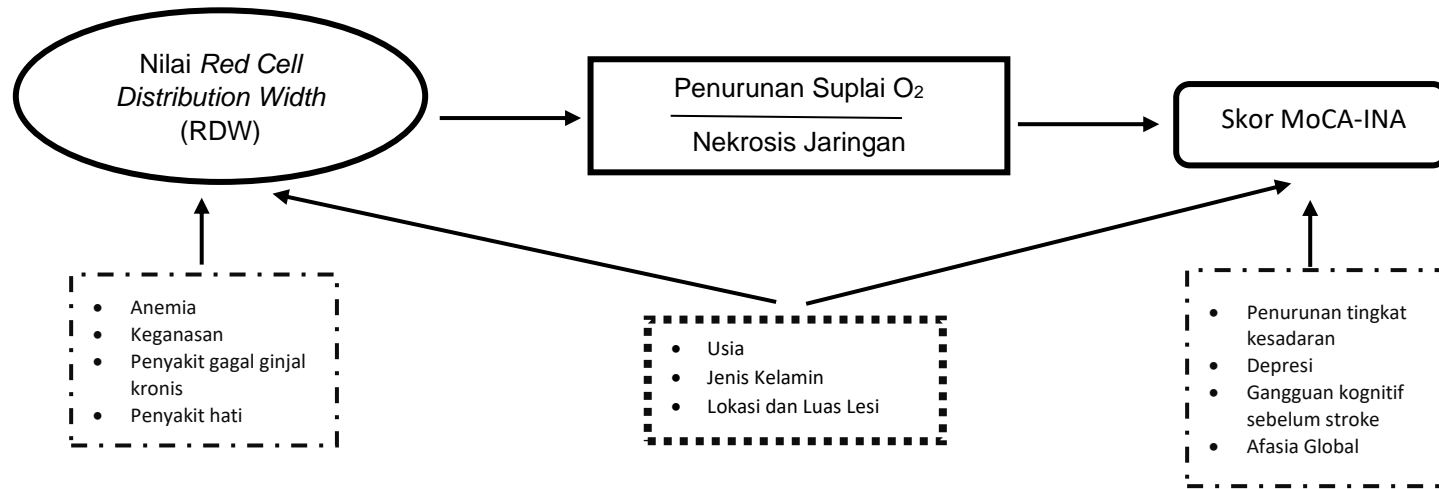 Nilai Red Cell
Distribution Width
(RDW)
Penurunan Suplai O₂
Nekrosis Jaringan
Skor MoCA-INA
• Anemia
• Keganasan
• Penyakit gagal ginjal
kronis
• Penyakit hati
• Usia
• Jenis Kelamin
• Lokasi dan Luas Lesi
• Penurunan tingkat
kesadaran
• Depresi
• Gangguan kognitif
sebelum stroke
• Afasia Global